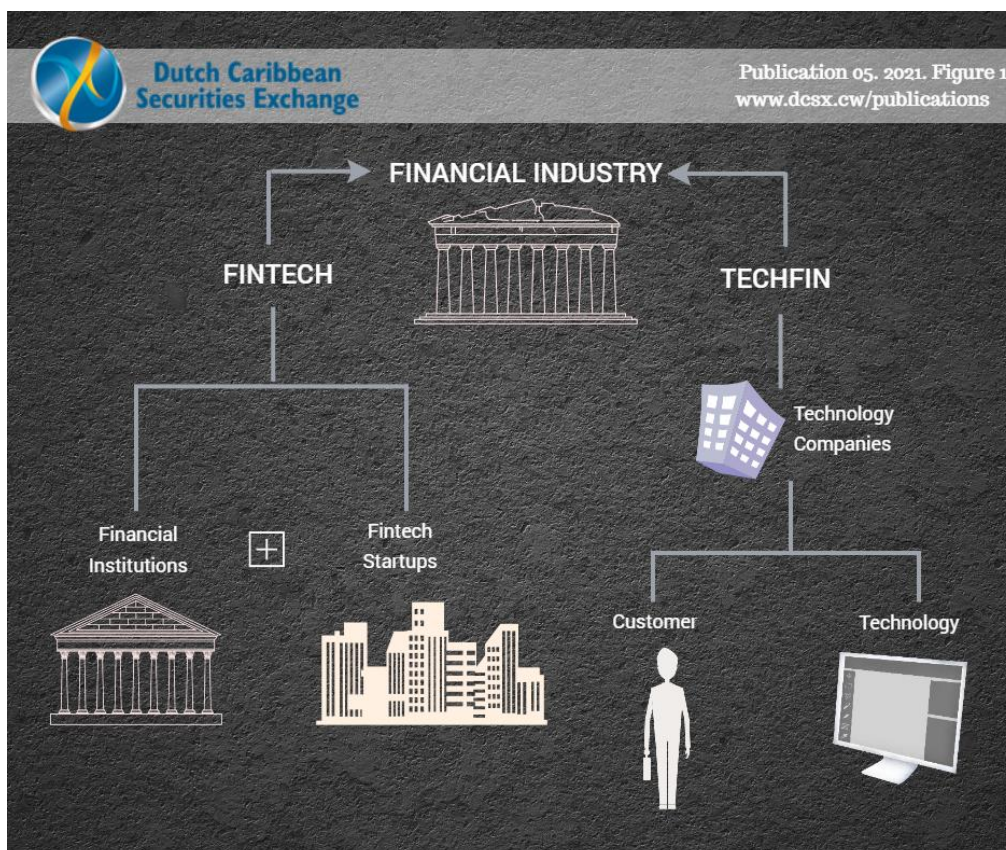 Dutch Caribbean
Securities Exchange
Publication 05. 2021. Figure 1
www.dcsx.cw/publications
FINANCIAL INDUSTRY
FINTECH
TECHFIN
Technology
Companies
Financial
Institutions
Fintech
Startups
Customer
Technology